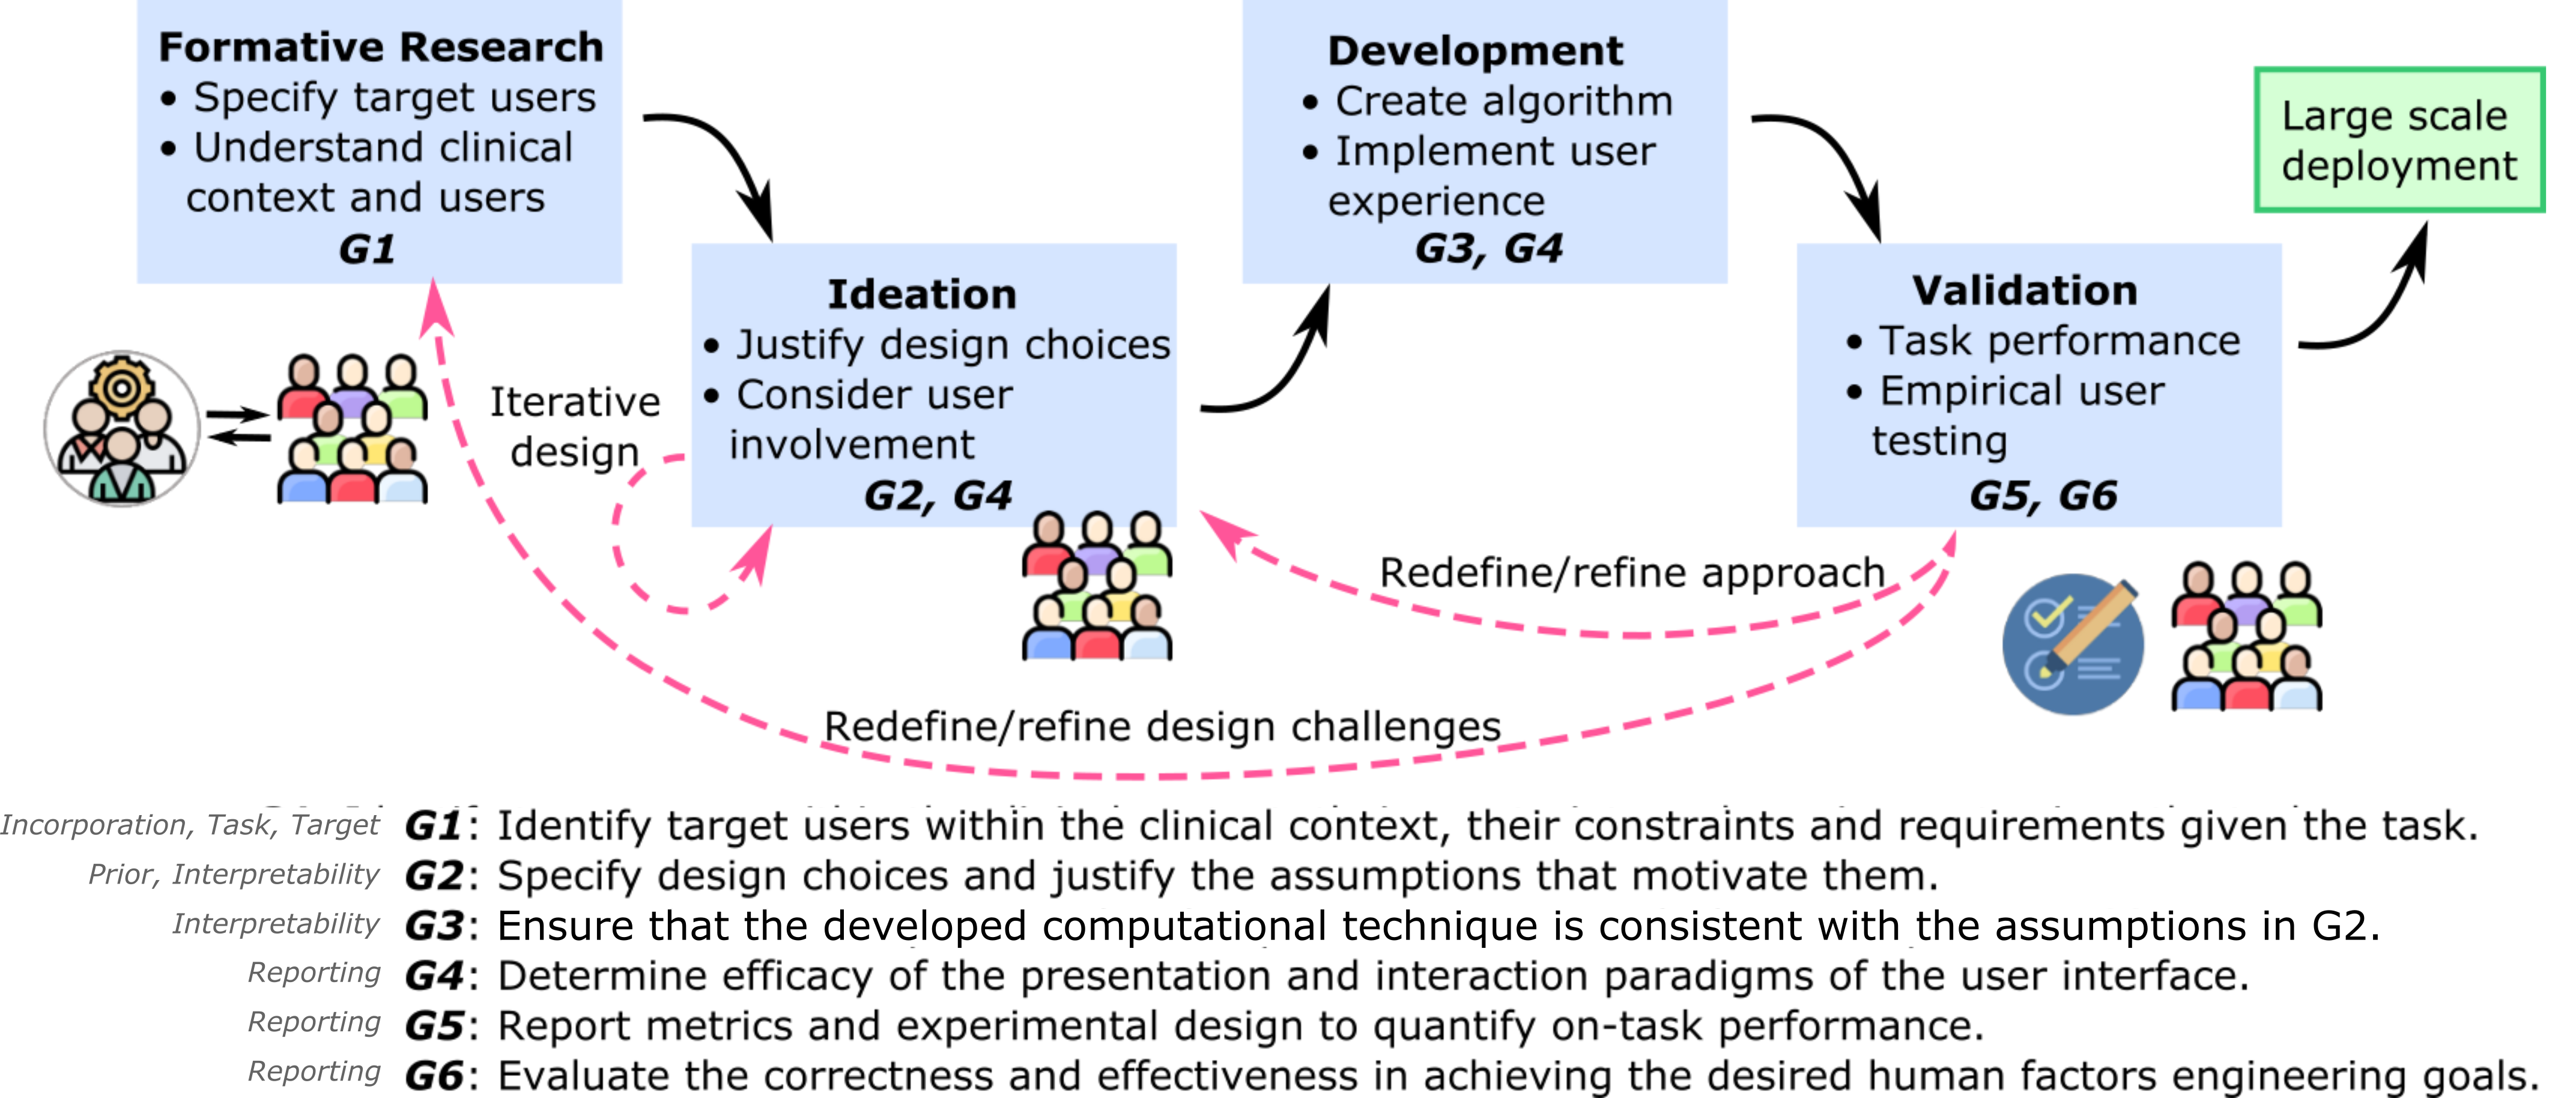 Formative Research
• Specify target users
• Understand clinical
context and users
G1
Ideation
• Justify design choices
• Consider user
involvement
G2, G4
Development
• Create algorithm
• Implement user
experience
G3, G4
Validation
• Task performance
• Empirical user
testing
G5, G6
Large scale
deployment
Iterative
design
Redefine/refine approach
Redefine/refine design challenges
Incorporation, Task, Target G1: Identify target users within the clinical context, their constraints and requirements given the task.
Prior, Interpretability G2: Specify design choices and justify the assumptions that motivate them.
Interpretability G3: Ensure that the developed computational technique is consistent with the assumptions in G2.
Reporting G4: Determine efficacy of the presentation and interaction paradigms of the user interface.
Reporting G5: Report metrics and experimental design to quantify on-task performance.
Reporting G6: Evaluate the correctness and effectiveness in achieving the desired human factors engineering goals.